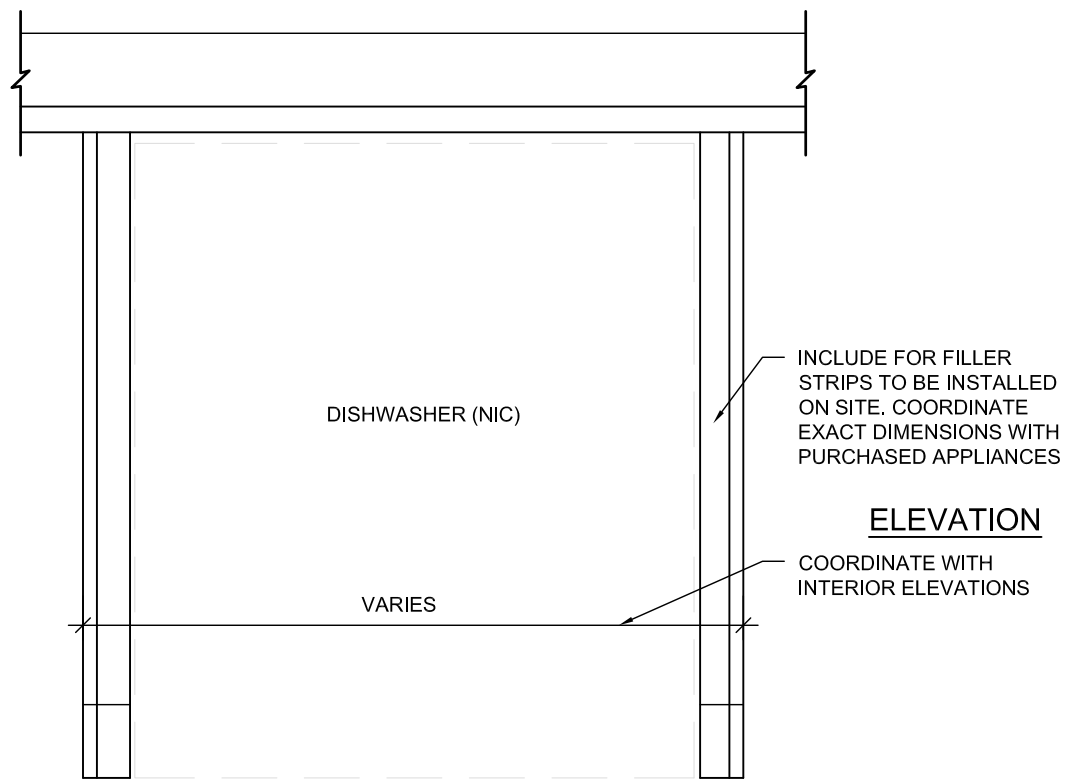 INCLUDE FOR FILLER
STRIPS TO BE INSTALLED
ON SITE. COORDINATE
EXACT DIMENSIONS WITH
PURCHASED APPLIANCES
DISHWASHER (NIC)
ELEVATION
COORDINATE WITH
INTERIOR ELEVATIONS
VARIES